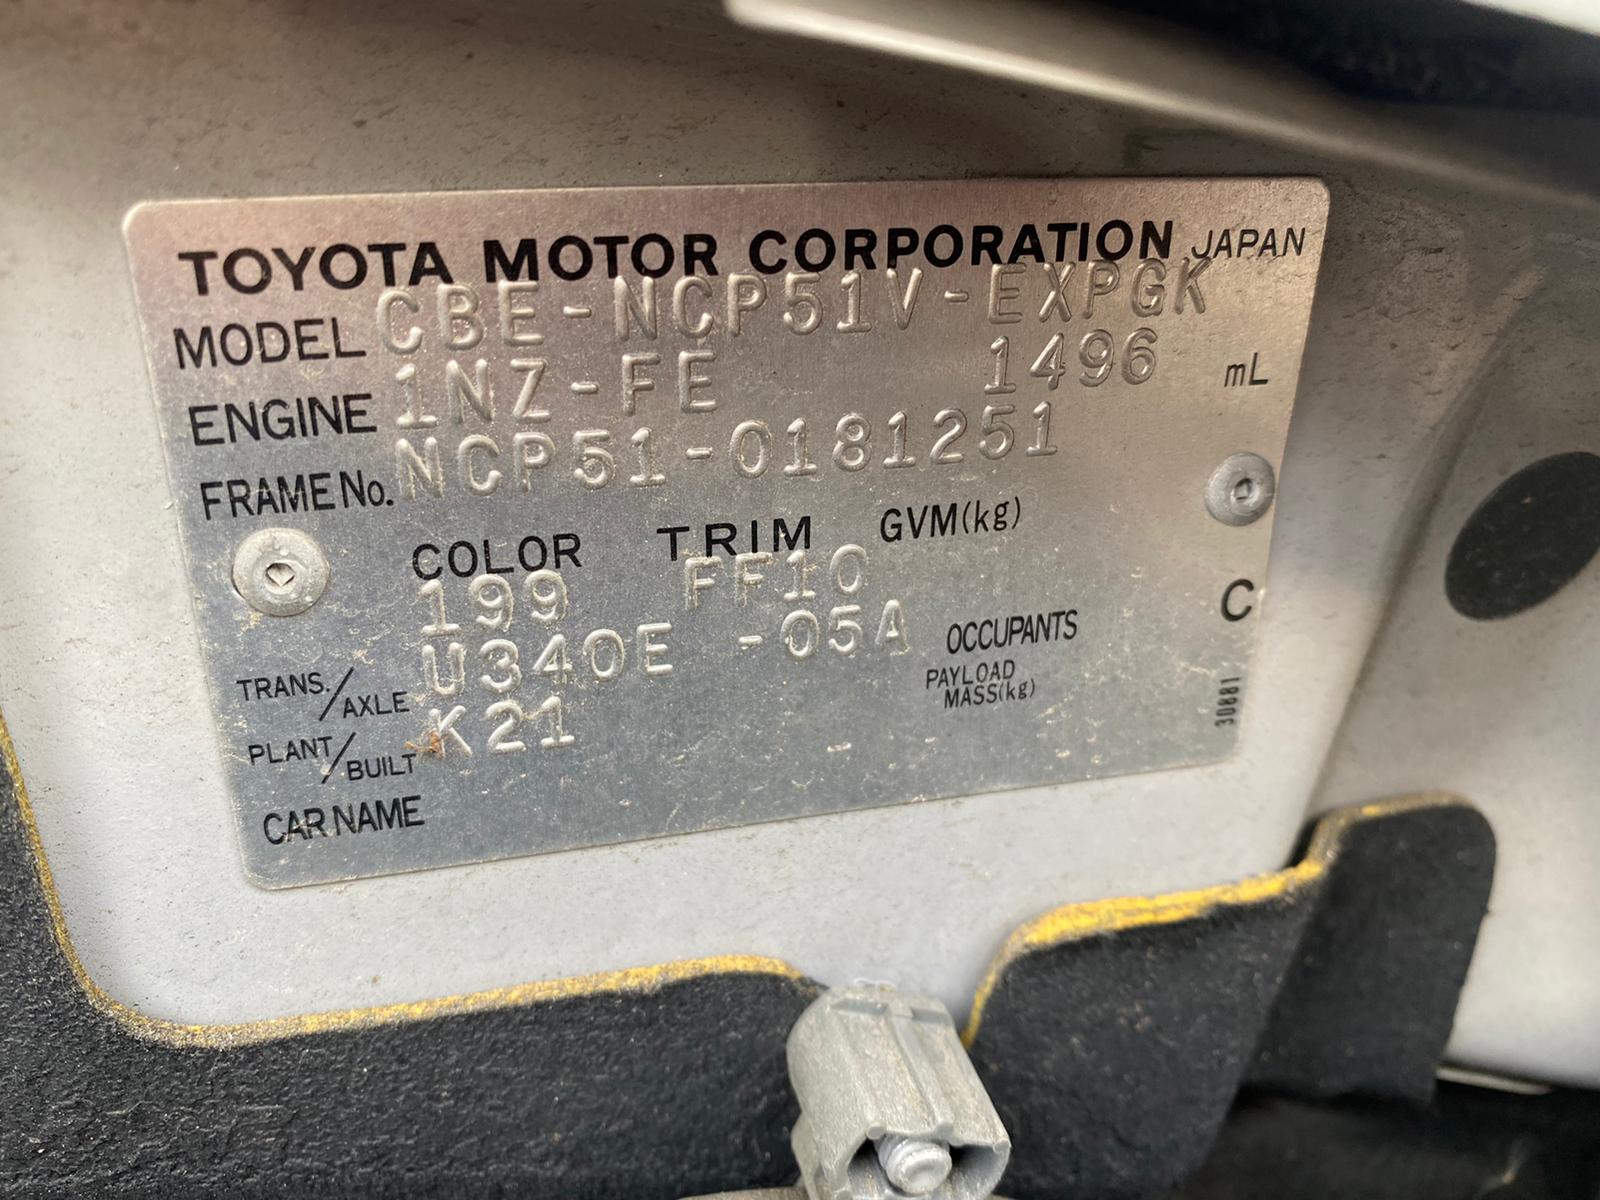 TOYOTA MOTOR CORPORATION JAPAN
MODEL CBE-NCP51V-EXPGK
ENGINE 1NZ-FE 1496 mL
FRAME No. NCP51-0181251
COLOR TRIM GVM(kg)
199 FF10
C
TRANS./AXLE U340E -05A OCCUPANTS
PAYLOAD MASS(kg)
PLANT/BUILT K21
CAR NAME
30881